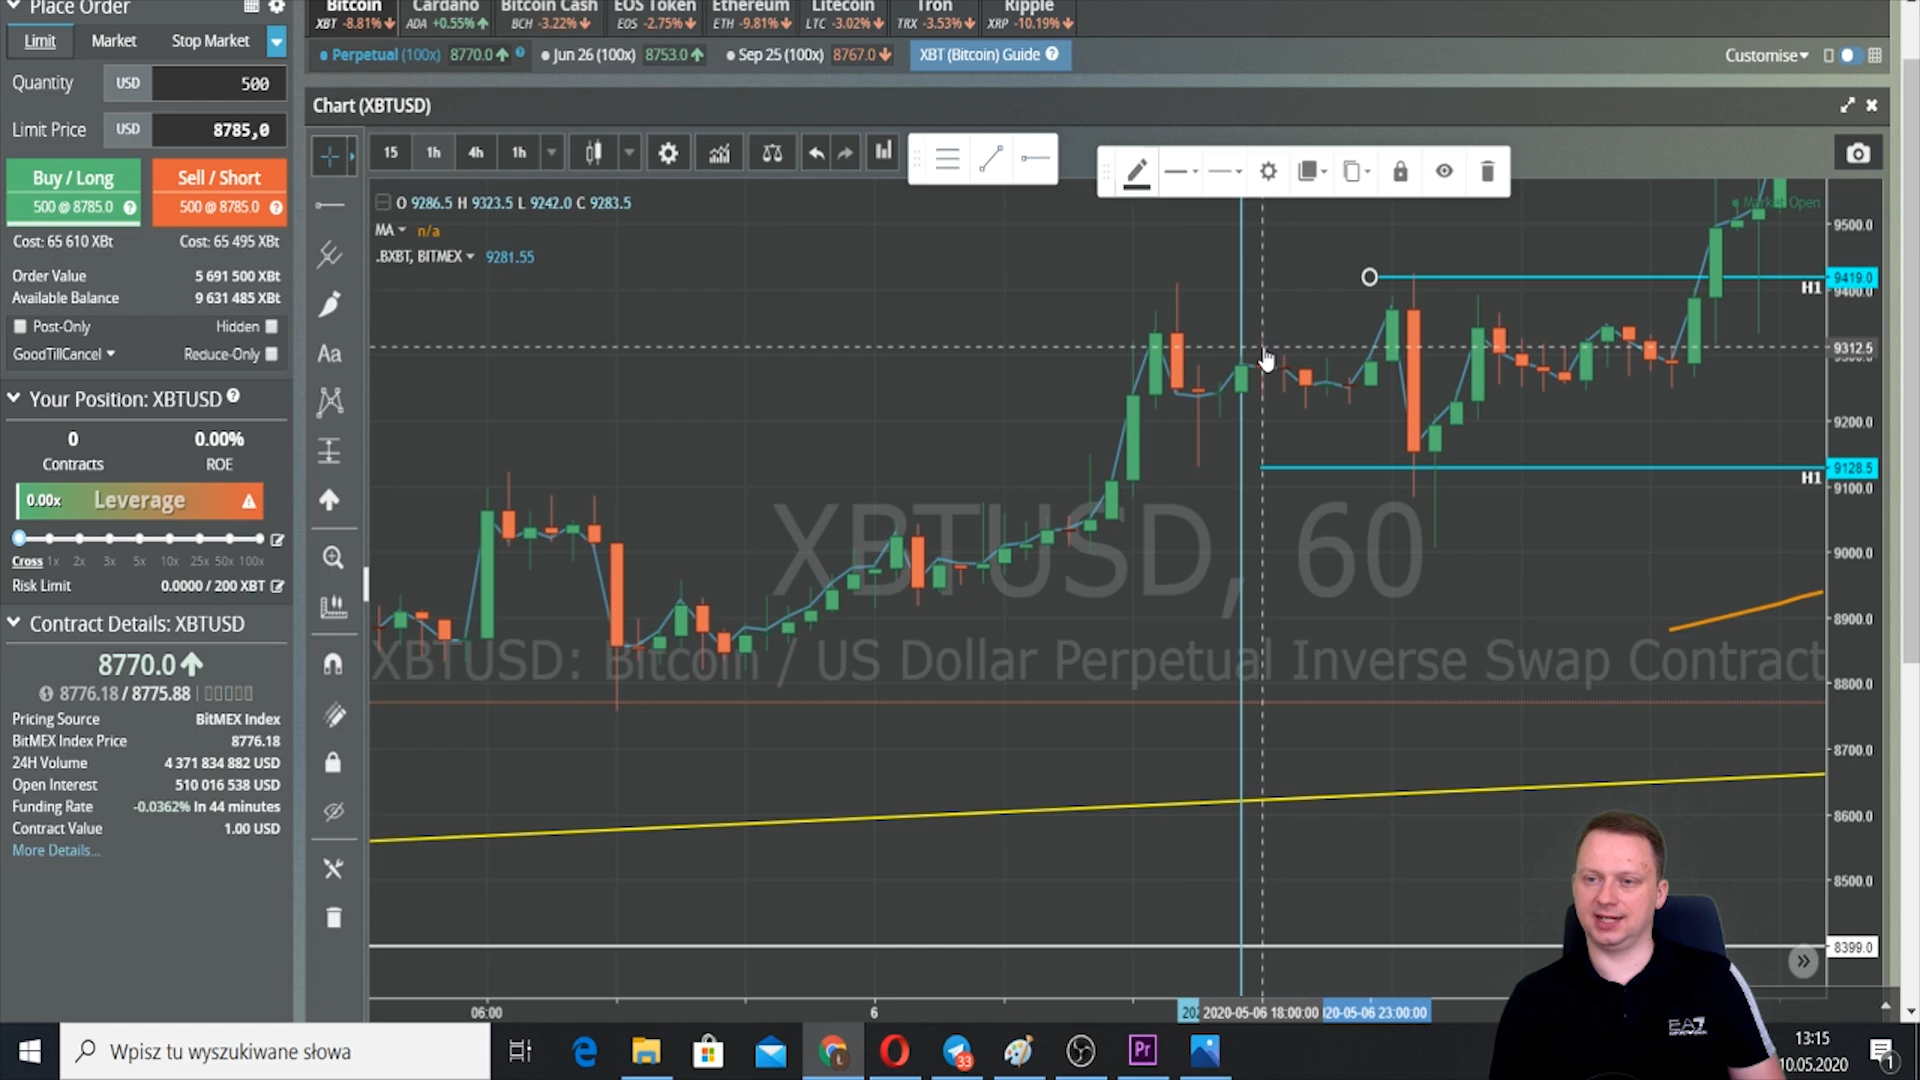 Place Order
Limit Market Stop Market
Quantity USD 500
Limit Price USD 8785,0
Buy / Long
500 @ 8785.0
Sell / Short
500 @ 8785.0
Cost: 65 610 XBt Cost: 65 495 XBt
Order Value 5 691 500 XBt
Available Balance 9 631 485 XBt
Post-Only Hidden
GoodTillCancel Reduce-Only
Your Position: XBTUSD
0 0.00%
Contracts ROE
0.00x Leverage
Cross 1x 2x 3x 5x 10x 25x 50x 100x
Risk Limit 0.0000 / 200 XBT
Contract Details: XBTUSD
8770.0
8776.18 / 8775.88
Pricing Source BitMEX Index
BitMEX Index Price 8776.18
24H Volume 4 371 834 882 USD
Open Interest 510 016 538 USD
Funding Rate -0.0362% In 44 minutes
Contract Value 1.00 USD
More Details...
Bitcoin Cardano Bitcoin Cash EOS Token Ethereum Litecoin Tron Ripple
XBT -8.81% ADA +0.55% BCH -3.22% EOS -2.75% ETH -9.81% LTC -3.02% TRX -3.53% XRP -10.19%
Perpetual (100x) 8770.0 Jun 26 (100x) 8753.0 Sep 25 (100x) 8767.0 XBT (Bitcoin) Guide Customise
Chart (XBTUSD)
15 1h 4h 1h
O 9286.5 H 9323.5 L 9242.0 C 9283.5
MA n/a
.BXBT, BITMEX 9281.55
Market Open
Aa
XBTUSD, 60
XBTUSD: Bitcoin / US Dollar Perpetual Inverse Swap Contract
9500.0
9419.0
H1
9400.0
9312.5
9300.0
9200.0
9128.5
H1
9100.0
9000.0
8900.0
8800.0
8700.0
8600.0
8500.0
8399.0
06:00 6 202 2020-05-06 18:00:00 020-05-06 23:00:00
EA7
Wpisz tu wyszukiwane słowa
33
Pr
13:15
10.05.2020
1